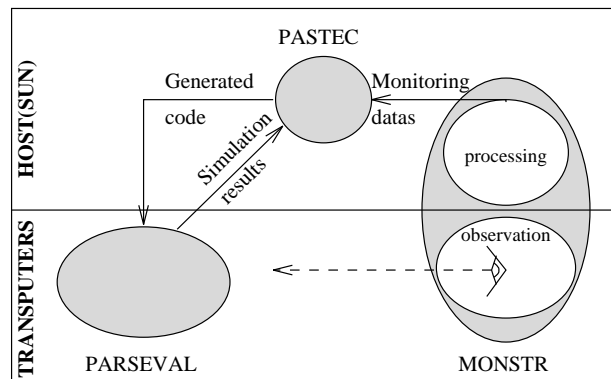 PASTEC
HOST(SUN)
Generated
code
Monitoring
datas
Simulation
results
processing
TRANSPUTERS
observation
PARSEVAL
MONSTR